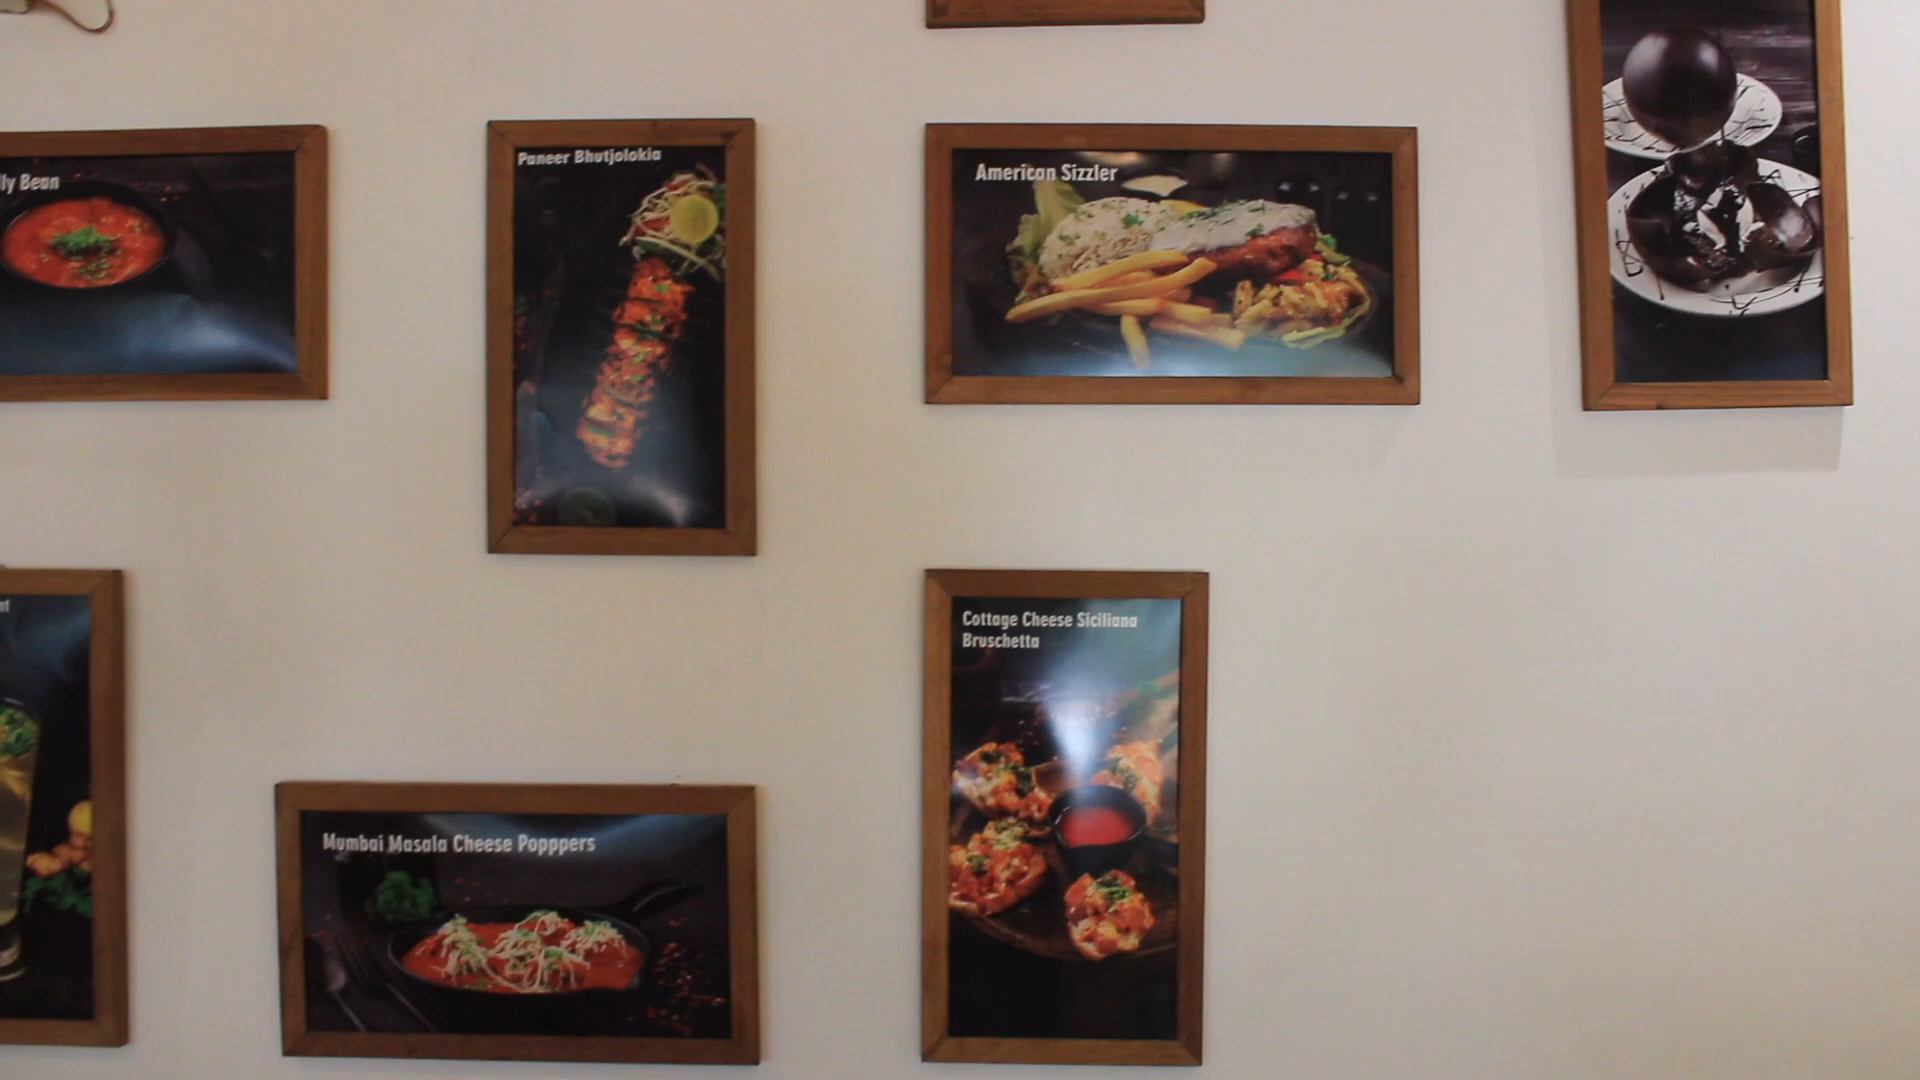 lly Bean
Paneer Bhutjolokia
American Sizzler
Cottage Cheese Siciliana
Bruschetta
Mumbai Masala Cheese Popppers